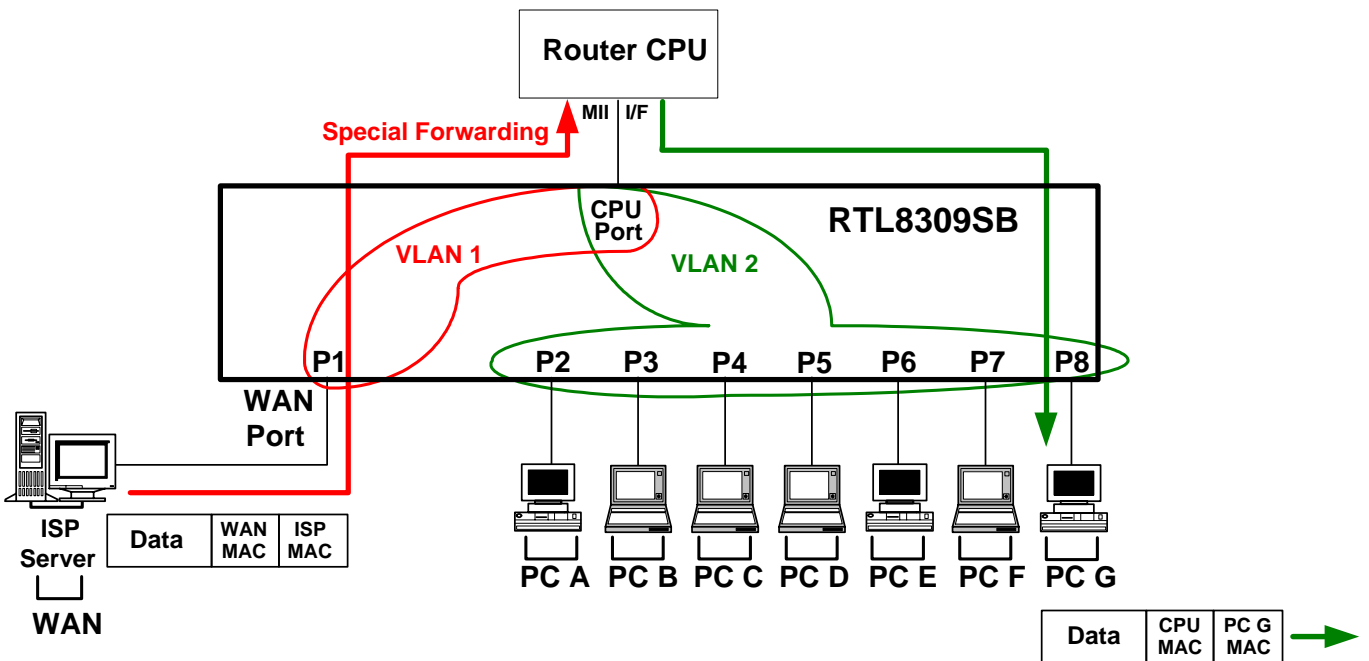 Router CPU
MII I/F
Special Forwarding
CPU
Port
RTL8309SB
VLAN 1
VLAN 2
P1 P2 P3 P4 P5 P6 P7 P8
WAN
Port
ISP
Server
WAN
Data
WAN
MAC
ISP
MAC
PC A PC B PC C PC D PC E PC F PC G
Data
CPU
MAC
PC G
MAC